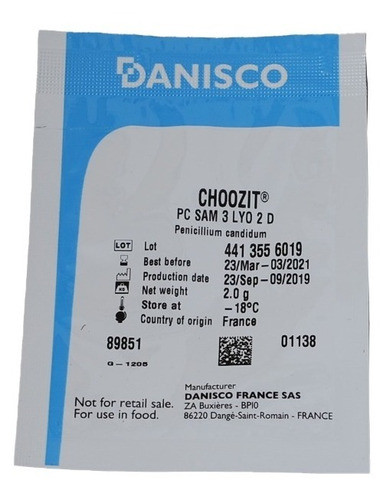 DANISCO
CHOOZIT®
PC SAM 3 LYO 2 D
Penicillium candidum
LOT Lot 441 355 6019
Best before 23/Mar-03/2021
Production date 23/Sep-09/2019
KG Net weight 2.0 g
Store at -18ºC
Country of origin France
89851 01138
G-1205
Manufacturer
Not for retail sale. DANISCO FRANCE SAS
For use in food. ZA Buxières - BP10
86220 Dangé-Saint-Romain - FRANCE